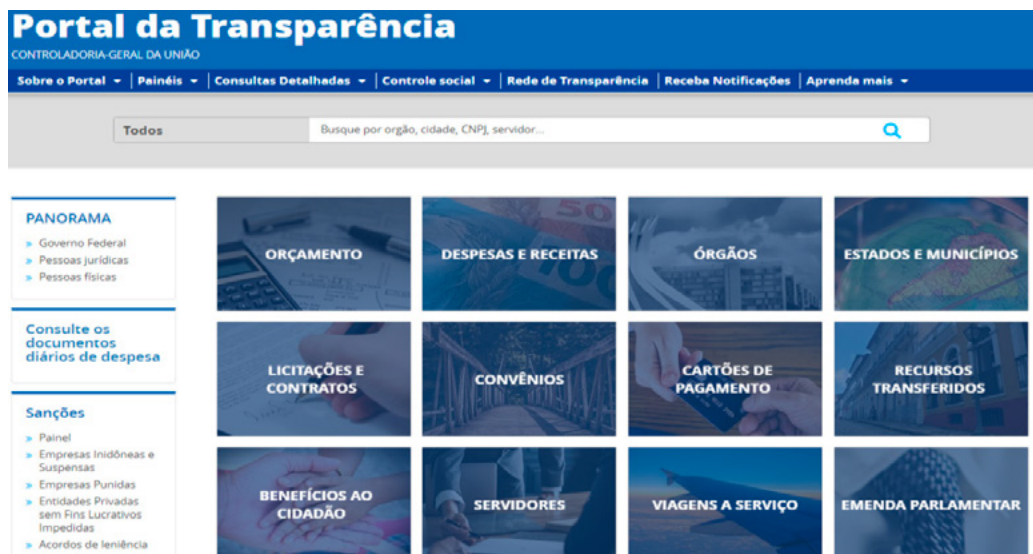 Portal da Transparência
CONTROLADORIA-GERAL DA UNIÃO
Sobre o Portal Painéis Consultas Detalhadas Controle social Rede de Transparência Receba Notificações Aprenda mais
Todos Busque por orgão, cidade, CNPJ, servidor...
PANORAMA
» Governo Federal
» Pessoas jurídicas
» Pessoas físicas
Consulte os
documentos
diários de despesa
Sanções
» Painel
» Empresas Inidôneas e
Suspensas
» Empresas Punidas
» Entidades Privadas
sem Fins Lucrativos
Impedidas
» Acordos de leniência
ORÇAMENTO
DESPESAS E RECEITAS
ÓRGÃOS
ESTADOS E MUNICÍPIOS
LICITAÇÕES E
CONTRATOS
CONVÊNIOS
CARTÕES DE
PAGAMENTO
RECURSOS
TRANSFERIDOS
BENEFÍCIOS AO
CIDADÃO
SERVIDORES
VIAGENS A SERVIÇO
EMENDA PARLAMENTAR